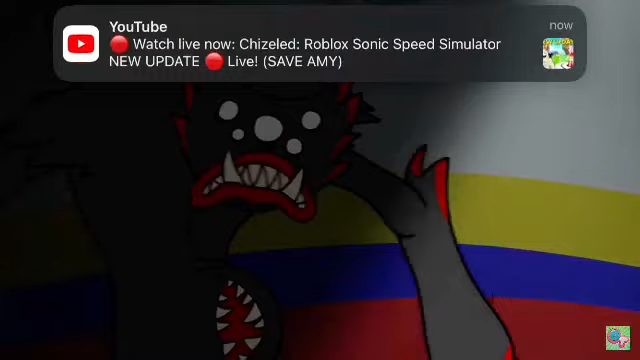 YouTube
now
🔴 Watch live now: Chizeled: Roblox Sonic Speed Simulator
NEW UPDATE 🔴 Live! (SAVE AMY)